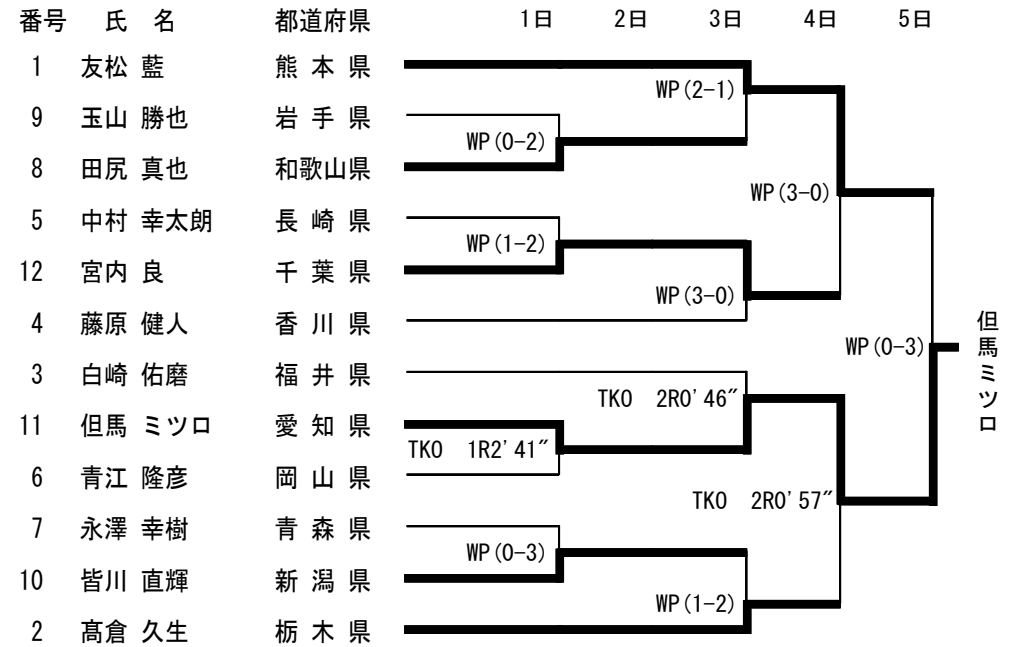 番号 氏 名 都道府県 1日 2日 3日 4日 5日
1 友松 藍 熊本県
WP(2-1)
9 玉山 勝也 岩手県
WP(0-2)
8 田尻 真也 和歌山県
WP(3-0)
5 中村 幸太朗 長崎県
WP(1-2)
12 宮内 良 千葉県
WP(3-0)
4 藤原 健人 香川県
WP(0-3)
但馬ミツロ
3 白崎 佑磨 福井県
TKO 2R0'46″
11 但馬 ミツロ 愛知県
TKO 1R2'41″
6 青江 隆彦 岡山県
TKO 2R0'57″
7 永澤 幸樹 青森県
WP(0-3)
10 皆川 直輝 新潟県
WP(1-2)
2 髙倉 久生 栃木県